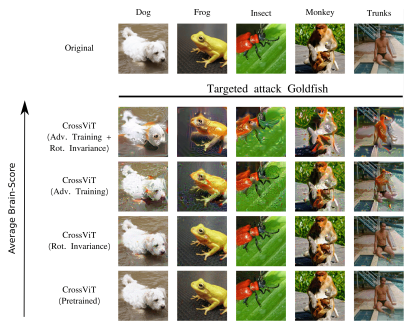 Dog Frog Insect Monkey Trunks
Original
Targeted attack Goldfish
CrossViT
(Adv. Training +
Rot. Invariance)
CrossViT
(Adv. Training)
CrossViT
(Rot. Invariance)
CrossViT
(Pretrained)
Average Brain-Score